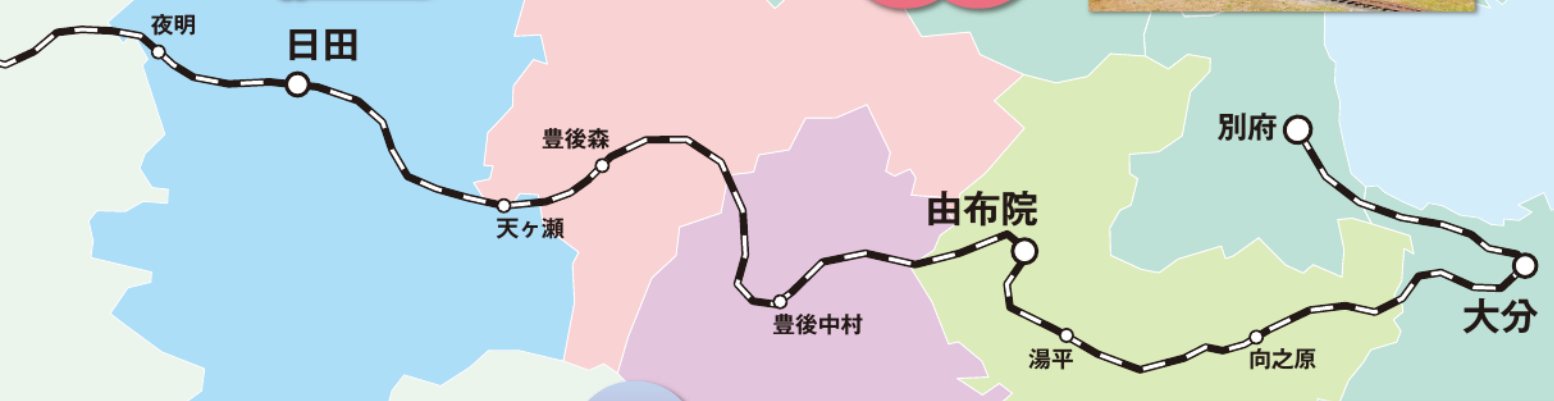 夜明
日田
豊後森
天ヶ瀬
豊後中村
由布院
湯平
向之原
別府
大分